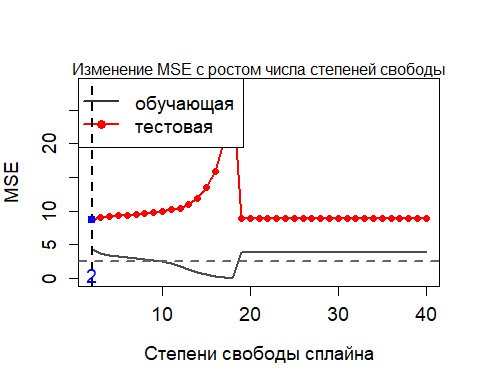 Изменение MSE с ростом числа степеней свободы
обучающая
тестовая
MSE
20
10
5
0
2
10 20 30 40
Степени свободы сплайна